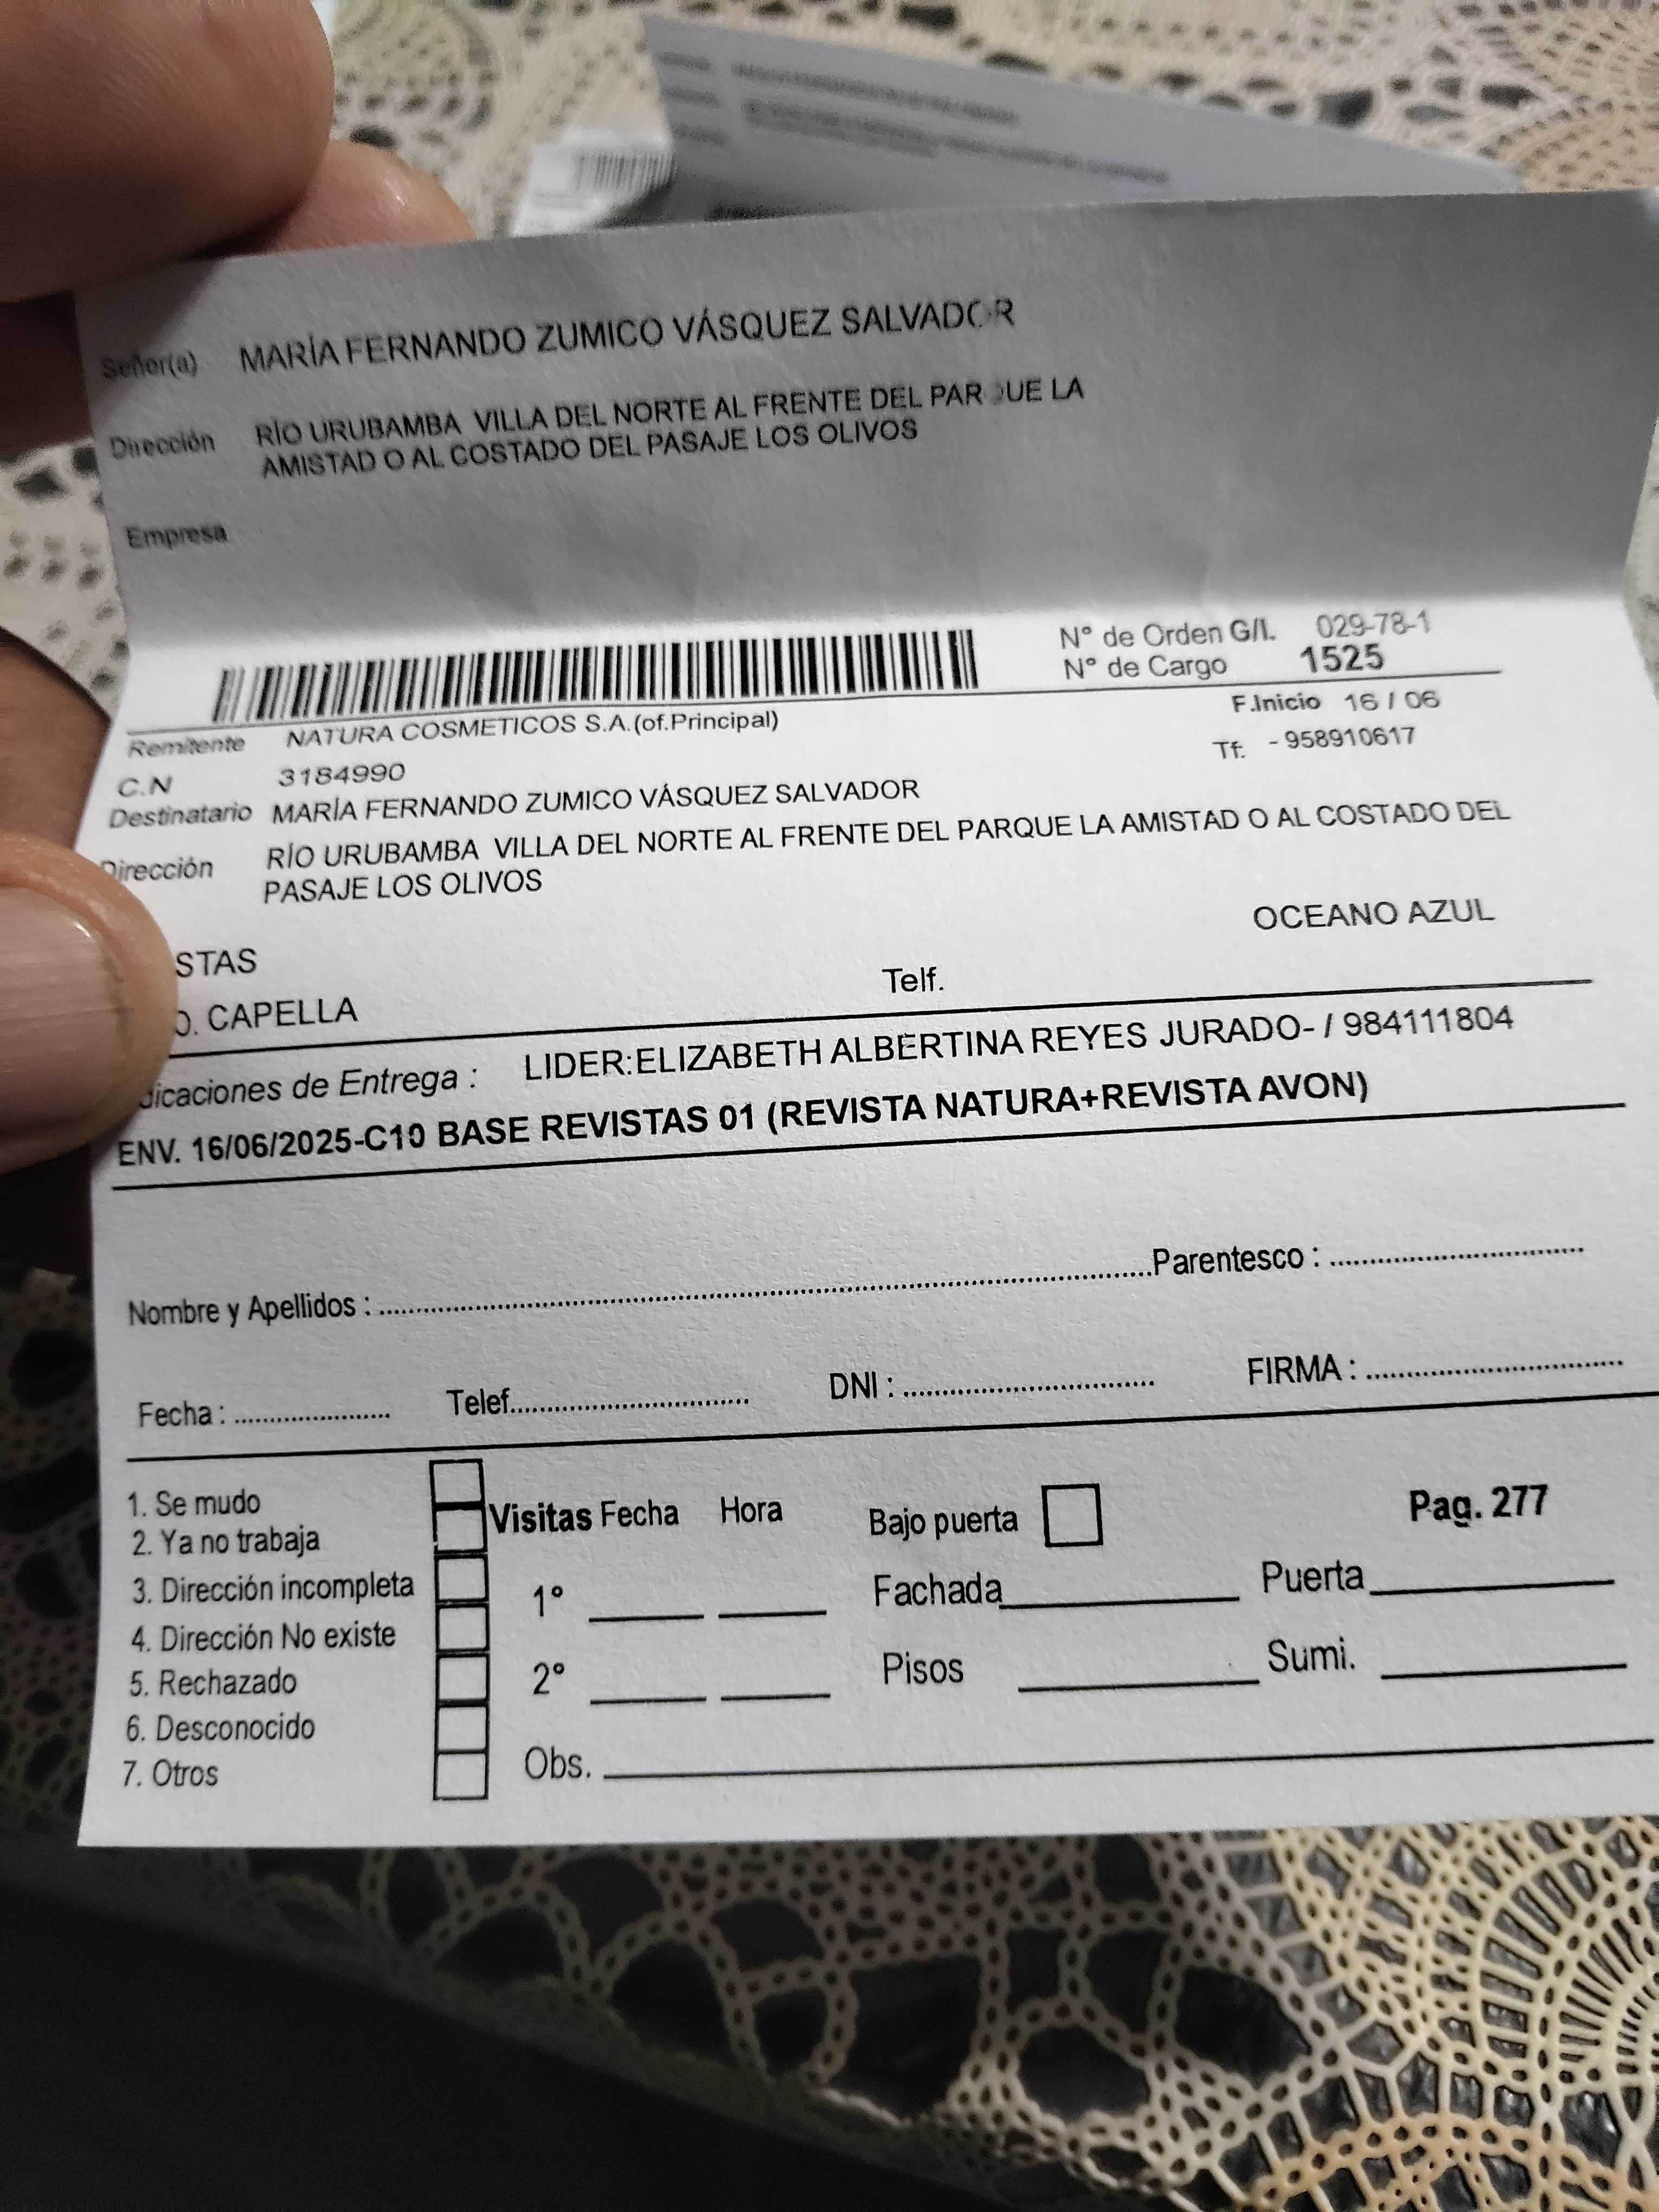 Señor(a) MARÍA FERNANDO ZUMICO VÁSQUEZ SALVADOR
Dirección RÍO URUBAMBA VILLA DEL NORTE AL FRENTE DEL PARQUE LA
AMISTAD O AL COSTADO DEL PASAJE LOS OLIVOS
Empresa
N° de Orden G/I. 029-78-1
N° de Cargo 1525
Remitente NATURA COSMETICOS S.A.(of.Principal) F.Inicio 16 / 06
C.N 3184990 Tf: - 958910617
Destinatario MARÍA FERNANDO ZUMICO VÁSQUEZ SALVADOR
Dirección RÍO URUBAMBA VILLA DEL NORTE AL FRENTE DEL PARQUE LA AMISTAD O AL COSTADO DEL
PASAJE LOS OLIVOS
OCEANO AZUL
STAS
O. CAPELLA Telf.
dicaciones de Entrega : LIDER:ELIZABETH ALBERTINA REYES JURADO- / 984111804
ENV. 16/06/2025-C10 BASE REVISTAS 01 (REVISTA NATURA+REVISTA AVON)
Nombre y Apellidos : Parentesco :
Fecha : Telef. DNI : FIRMA :
1. Se mudo Visitas Fecha Hora Bajo puerta Pag. 277
2. Ya no trabaja
3. Dirección incompleta 1° Fachada Puerta
4. Dirección No existe
5. Rechazado 2° Pisos Sumi.
6. Desconocido
7. Otros Obs.